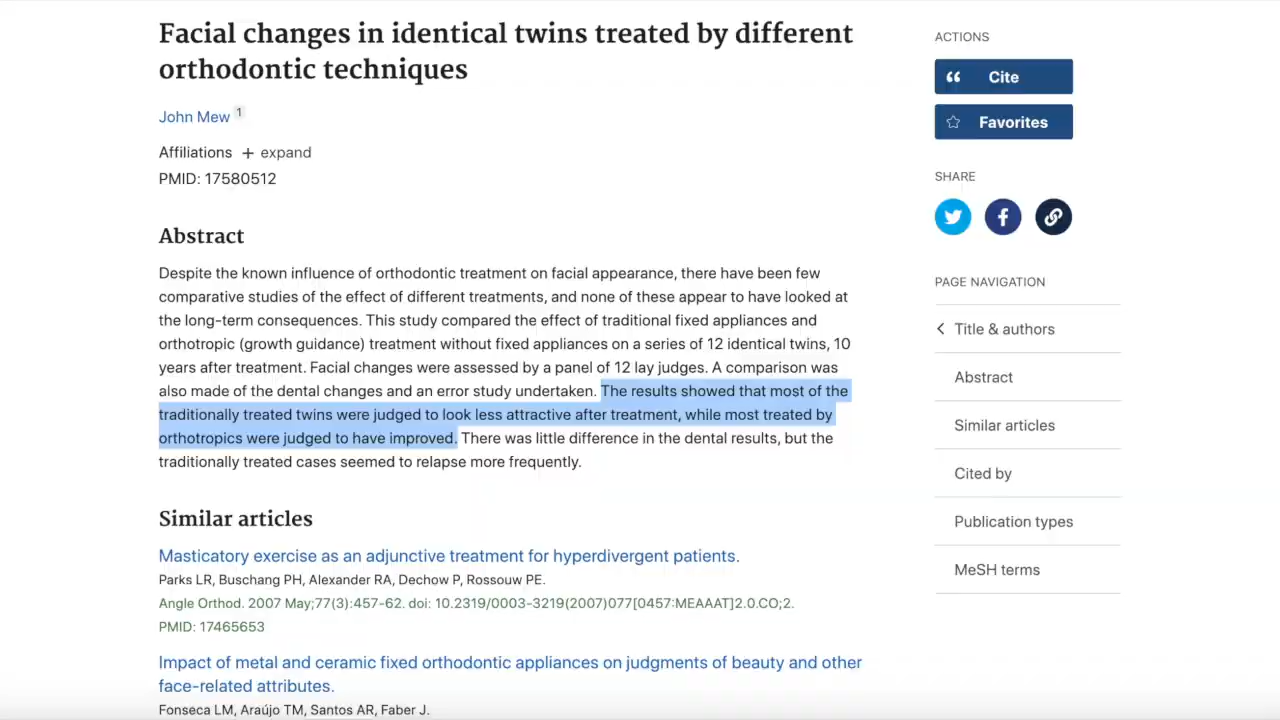 Facial changes in identical twins treated by different
orthodontic techniques
John Mew 1
Affiliations + expand
PMID: 17580512
Abstract
Despite the known influence of orthodontic treatment on facial appearance, there have been few
comparative studies of the effect of different treatments, and none of these appear to have looked at
the long-term consequences. This study compared the effect of traditional fixed appliances and
orthotropic (growth guidance) treatment without fixed appliances on a series of 12 identical twins, 10
years after treatment. Facial changes were assessed by a panel of 12 lay judges. A comparison was
also made of the dental changes and an error study undertaken. The results showed that most of the
traditionally treated twins were judged to look less attractive after treatment, while most treated by
orthotropics were judged to have improved. There was little difference in the dental results, but the
traditionally treated cases seemed to relapse more frequently.
Similar articles
Masticatory exercise as an adjunctive treatment for hyperdivergent patients.
Parks LR, Buschang PH, Alexander RA, Dechow P, Rossouw PE.
Angle Orthod. 2007 May;77(3):457-62. doi: 10.2319/0003-3219(2007)077[0457:MEAAAT]2.0.CO;2.
PMID: 17465653
Impact of metal and ceramic fixed orthodontic appliances on judgments of beauty and other
face-related attributes.
Fonseca LM, Araújo TM, Santos AR, Faber J.
ACTIONS
Cite
Favorites
SHARE
PAGE NAVIGATION
Title & authors
Abstract
Similar articles
Cited by
Publication types
MeSH terms